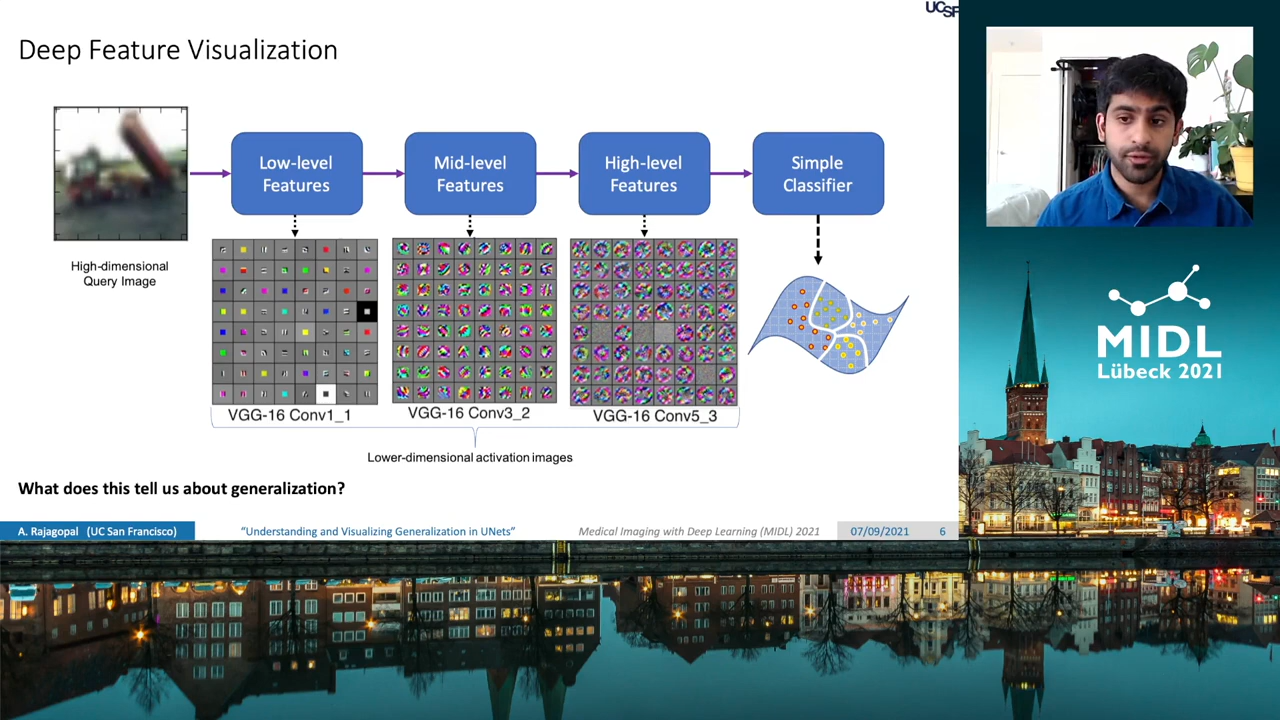 UCSF
Deep Feature Visualization
Low-level
Features
Mid-level
Features
High-level
Features
Simple
Classifier
High-dimensional
Query Image
VGG-16 Conv1_1
VGG-16 Conv3_2
VGG-16 Conv5_3
Lower-dimensional activation images
What does this tell us about generalization?
A. Rajagopal (UC San Francisco)
“Understanding and Visualizing Generalization in UNets”
Medical Imaging with Deep Learning (MIDL) 2021
07/09/2021
6
MIDL
Lübeck 2021